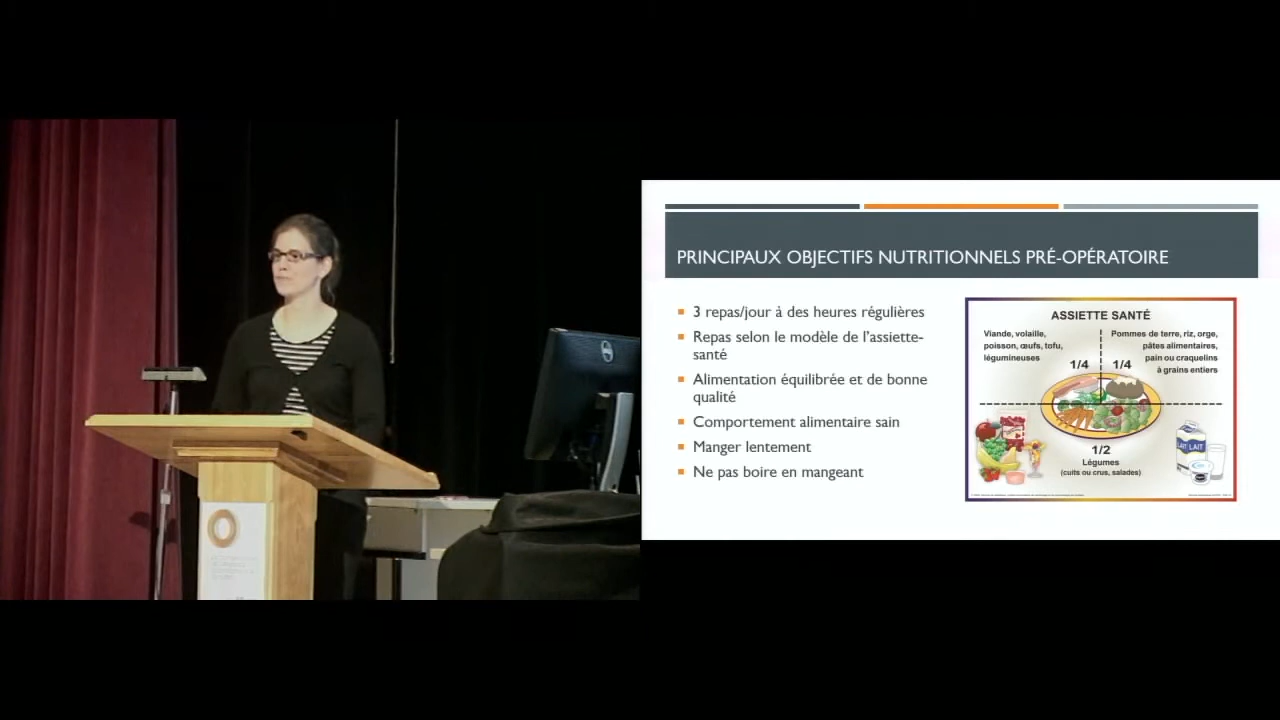 PRINCIPAUX OBJECTIFS NUTRITIONNELS PRÉ-OPÉRATOIRE
3 repas/jour à des heures régulières
Repas selon le modèle de l'assiette-
santé
Alimentation équilibrée et de bonne
qualité
Comportement alimentaire sain
Manger lentement
Ne pas boire en mangeant
ASSIETTE SANTÉ
Viande, volaille,
poisson, œufs, tofu,
légumineuses
1/4
Pommes de terre, riz, orge,
pâtes alimentaires,
pain ou craquelins
à grains entiers
1/4
LAIT LAIT
1/2
Légumes
(cuits ou crus, salades)